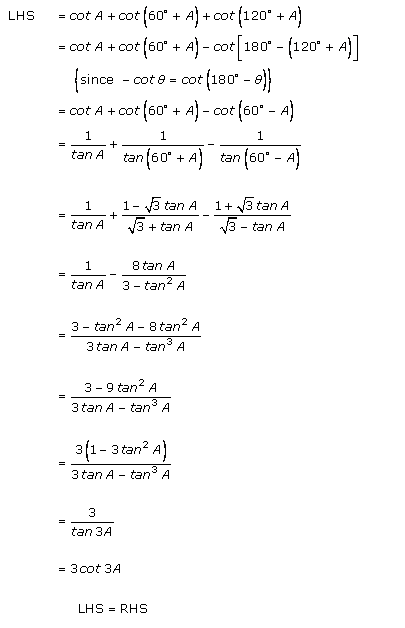 LHS = cot A + cot (60° + A) + cot (120° + A)
= cot A + cot (60° + A) − cot [180° − (120° + A)]
{since − cot θ = cot (180° − θ)}
= cot A + cot (60° + A) − cot (60° − A)
= 1/tan A + 1/tan (60° + A) − 1/tan (60° − A)
= 1/tan A + (1 − √3 tan A)/(√3 + tan A) − (1 + √3 tan A)/(√3 − tan A)
= 1/tan A − 8 tan A/(3 − tan² A)
= (3 − tan² A − 8 tan² A)/(3 tan A − tan³ A)
= (3 − 9 tan² A)/(3 tan A − tan³ A)
= 3(1 − 3 tan² A)/(3 tan A − tan³ A)
= 3/tan 3A
= 3 cot 3A
LHS = RHS